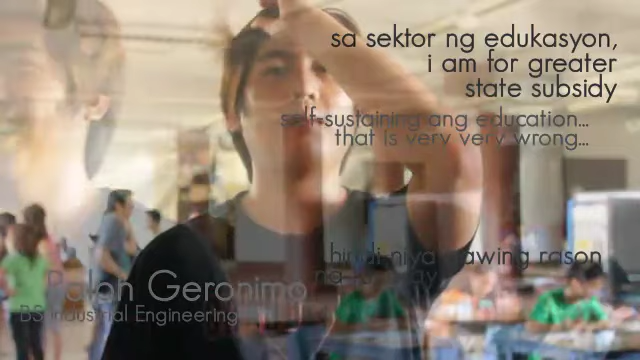 sa sektor ng edukasyon,
i am for greater
state subsidy
self-sustaining ang education...
that is very very wrong...
hindi niya rason
Ralph Geronimo
BS Industrial Engineering